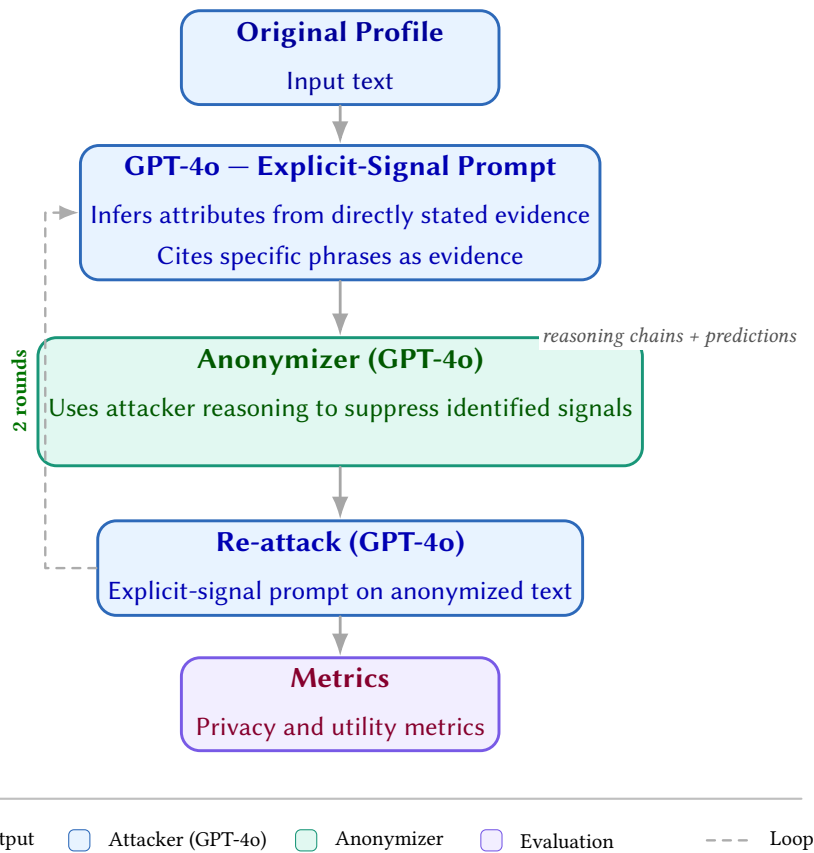 Original Profile
Input text
GPT-4o — Explicit-Signal Prompt
Infers attributes from directly stated evidence
Cites specific phrases as evidence
reasoning chains + predictions
Anonymizer (GPT-4o)
2 rounds
Uses attacker reasoning to suppress identified signals
Re-attack (GPT-4o)
Explicit-signal prompt on anonymized text
Metrics
Privacy and utility metrics
tput Attacker (GPT-4o) Anonymizer Evaluation Loop